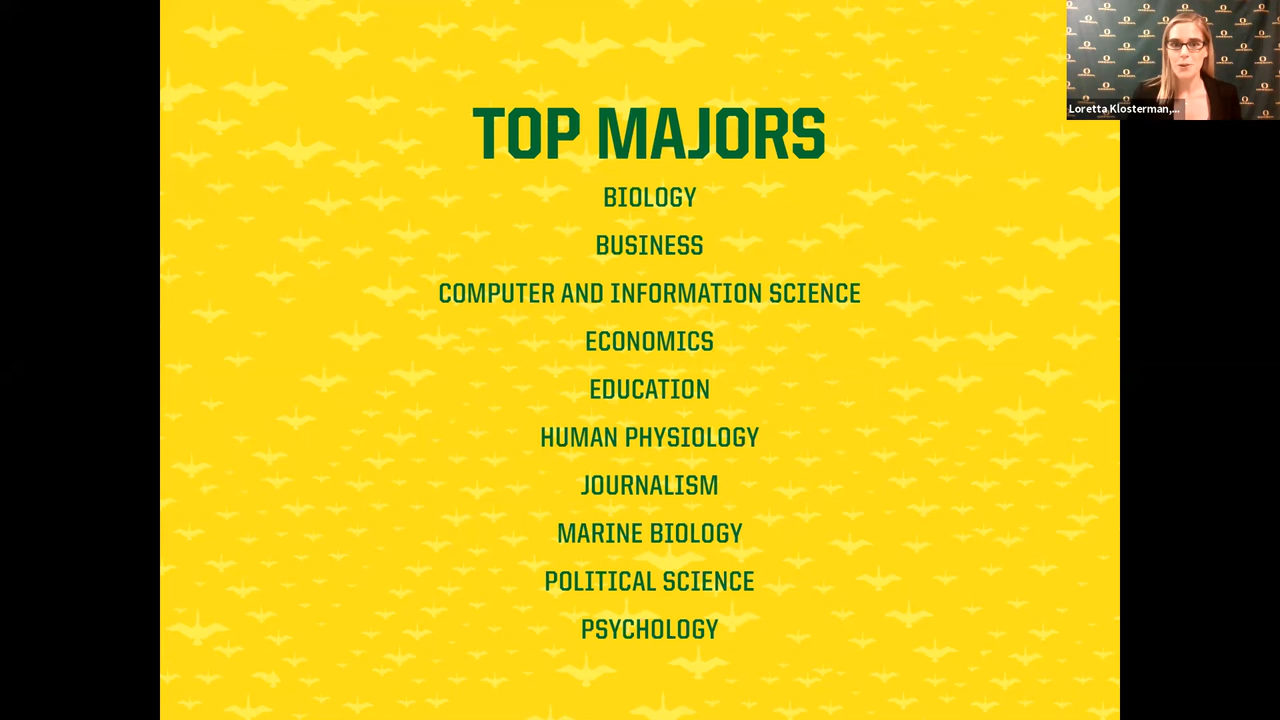 TOP MAJORS
BIOLOGY
BUSINESS
COMPUTER AND INFORMATION SCIENCE
ECONOMICS
EDUCATION
HUMAN PHYSIOLOGY
JOURNALISM
MARINE BIOLOGY
POLITICAL SCIENCE
PSYCHOLOGY
Loretta Klosterman,...